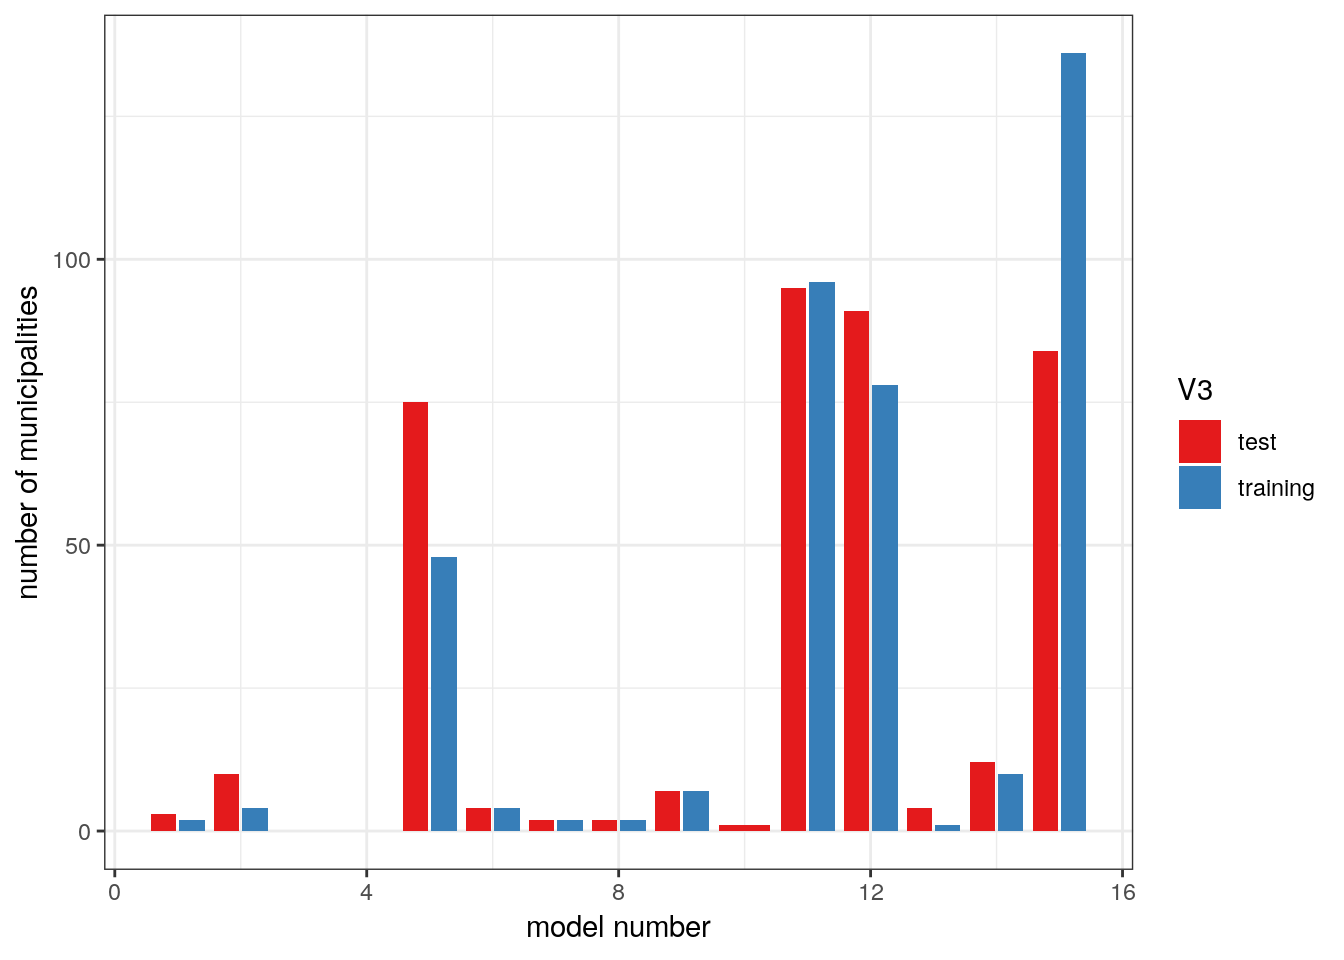 number of municipalities
100
50
0
0 4 8 12 16
model number
V3
test
training